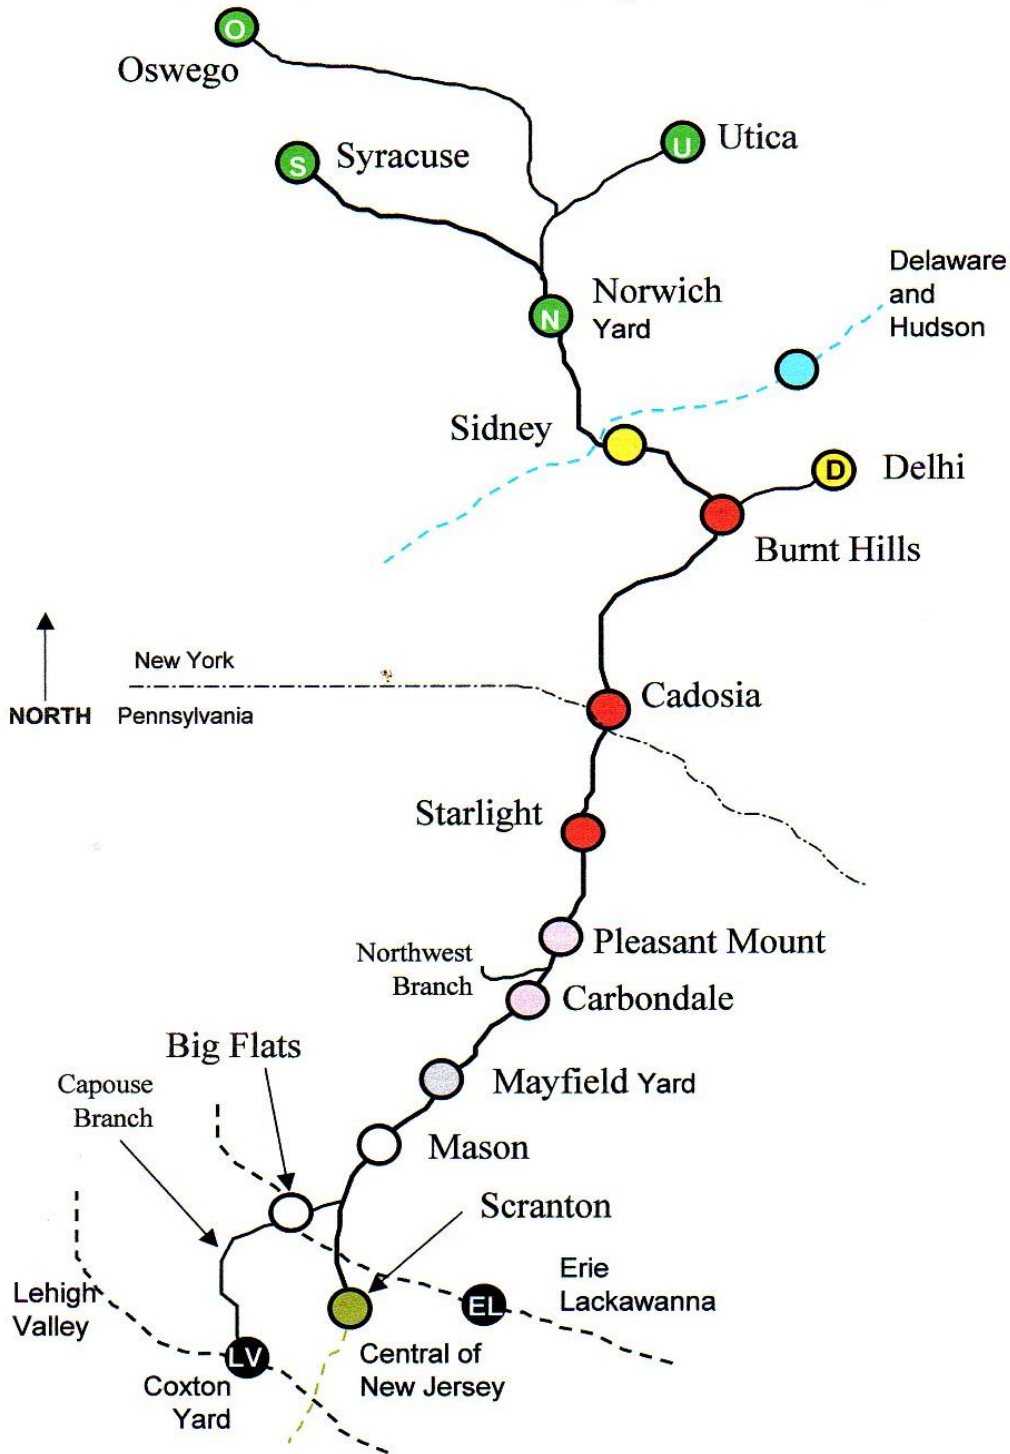 O
Oswego
S
Syracuse
U
Utica
N
Norwich
Yard
Delaware
and
Hudson
Sidney
D
Delhi
Burnt Hills
New York
NORTH
Pennsylvania
Cadosia
Starlight
Pleasant Mount
Northwest
Branch
Carbondale
Big Flats
Capouse
Branch
Mayfield Yard
Mason
Scranton
Erie
Lackawanna
EL
Lehigh
Valley
LV
Coxton
Yard
Central of
New Jersey